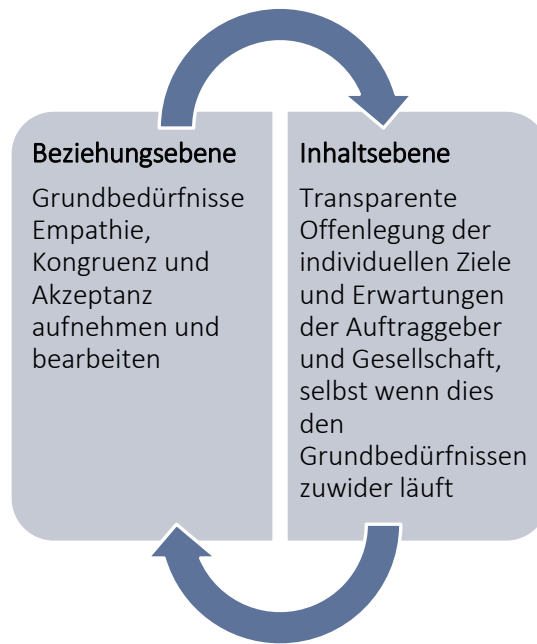 Beziehungsebene
Grundbedürfnisse
Empathie,
Kongruenz und
Akzeptanz
aufnehmen und
bearbeiten
Inhaltsebene
Transparente
Offenlegung der
individuellen Ziele
und Erwartungen
der Auftraggeber
und Gesellschaft,
selbst wenn dies
den
Grundbedürfnissen
zuwider läuft